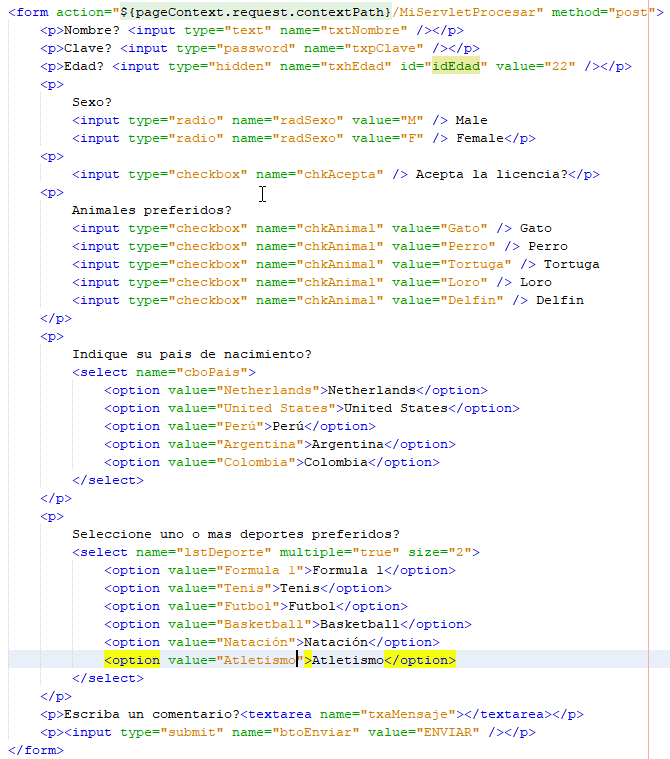 <form action="${pageContext.request.contextPath}/MiServletProcesar" method="post">
<p>Nombre? <input type="text" name="txtNombre" /></p>
<p>Clave? <input type="password" name="txpClave" /></p>
<p>Edad? <input type="hidden" name="txhEdad" id="idEdad" value="22" /></p>
<p>
Sexo?
<input type="radio" name="radSexo" value="M" /> Male
<input type="radio" name="radSexo" value="F" /> Female</p>
<p>
<input type="checkbox" name="chkAcepta" /> Acepta la licencia?</p>
<p>
Animales preferidos?
<input type="checkbox" name="chkAnimal" value="Gato" /> Gato
<input type="checkbox" name="chkAnimal" value="Perro" /> Perro
<input type="checkbox" name="chkAnimal" value="Tortuga" /> Tortuga
<input type="checkbox" name="chkAnimal" value="Loro" /> Loro
<input type="checkbox" name="chkAnimal" value="Delfin" /> Delfin
</p>
<p>
Indique su pais de nacimiento?
<select name="cboPais">
<option value="Netherlands">Netherlands</option>
<option value="United States">United States</option>
<option value="Perú">Perú</option>
<option value="Argentina">Argentina</option>
<option value="Colombia">Colombia</option>
</select>
</p>
<p>
Seleccione uno o mas deportes preferidos?
<select name="lstDeporte" multiple="true" size="2">
<option value="Formula 1">Formula 1</option>
<option value="Tenis">Tenis</option>
<option value="Futbol">Futbol</option>
<option value="Basketball">Basketball</option>
<option value="Natación">Natación</option>
<option value="Atletismo">Atletismo</option>
</select>
</p>
<p>Escriba un comentario?<textarea name="txaMensaje"></textarea></p>
<p><input type="submit" name="btoEnviar" value="ENVIAR" /></p>
</form>